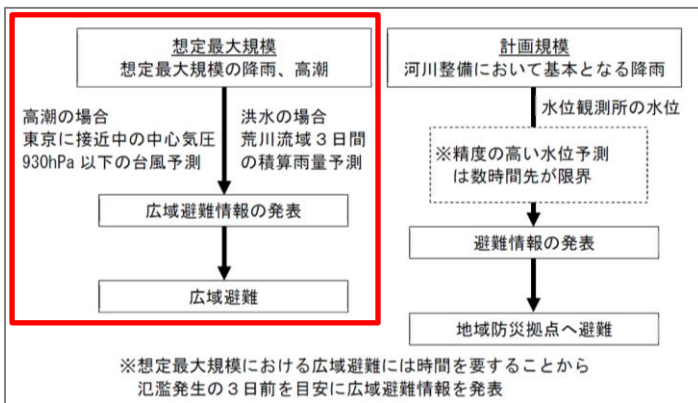 想定最大規模
想定最大規模の降雨、高潮
高潮の場合
東京に接近中の中心気圧
930hPa 以下の台風予測
洪水の場合
荒川流域3日間
の積算雨量予測
広域避難情報の発表
広域避難
計画規模
河川整備において基本となる降雨
水位観測所の水位
※精度の高い水位予測
は数時間先が限界
避難情報の発表
地域防災拠点へ避難
※想定最大規模における広域避難には時間を要することから
氾濫発生の3日前を目安に広域避難情報を発表